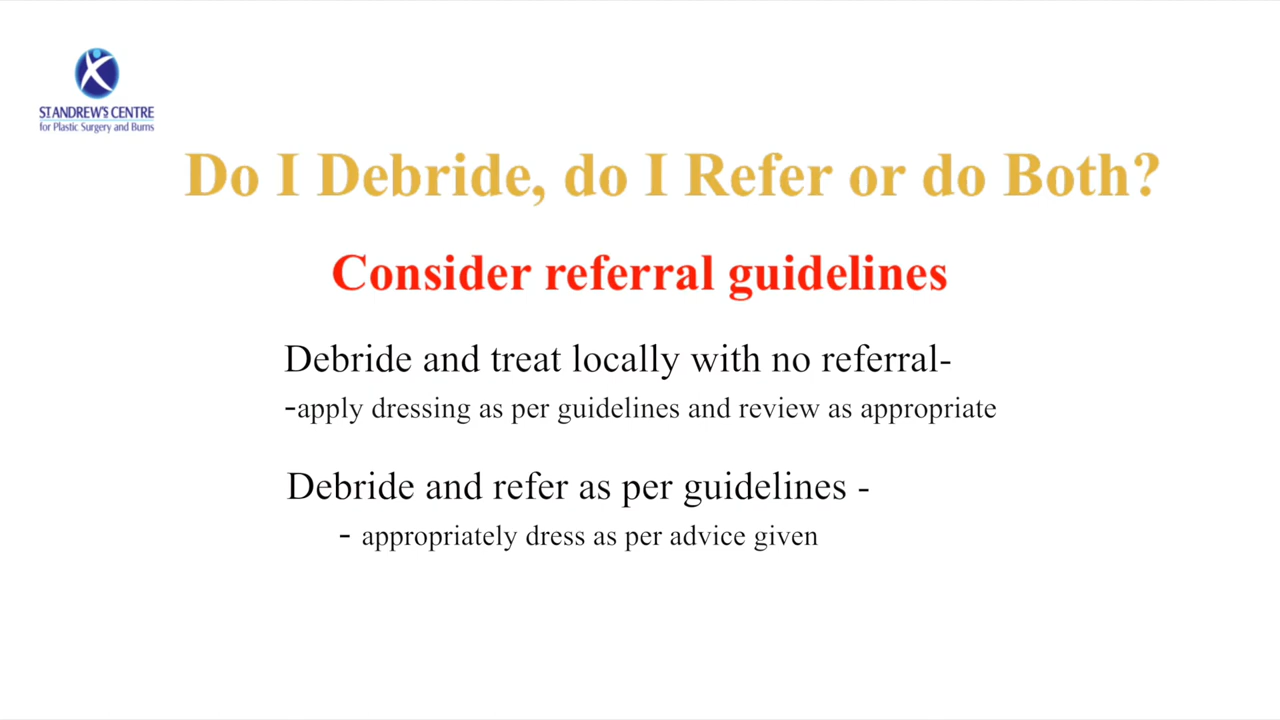 ST ANDREW'S CENTRE
for Plastic Surgery and Burns
Do I Debride, do I Refer or do Both?
Consider referral guidelines
Debride and treat locally with no referral-
-apply dressing as per guidelines and review as appropriate
Debride and refer as per guidelines -
- appropriately dress as per advice given